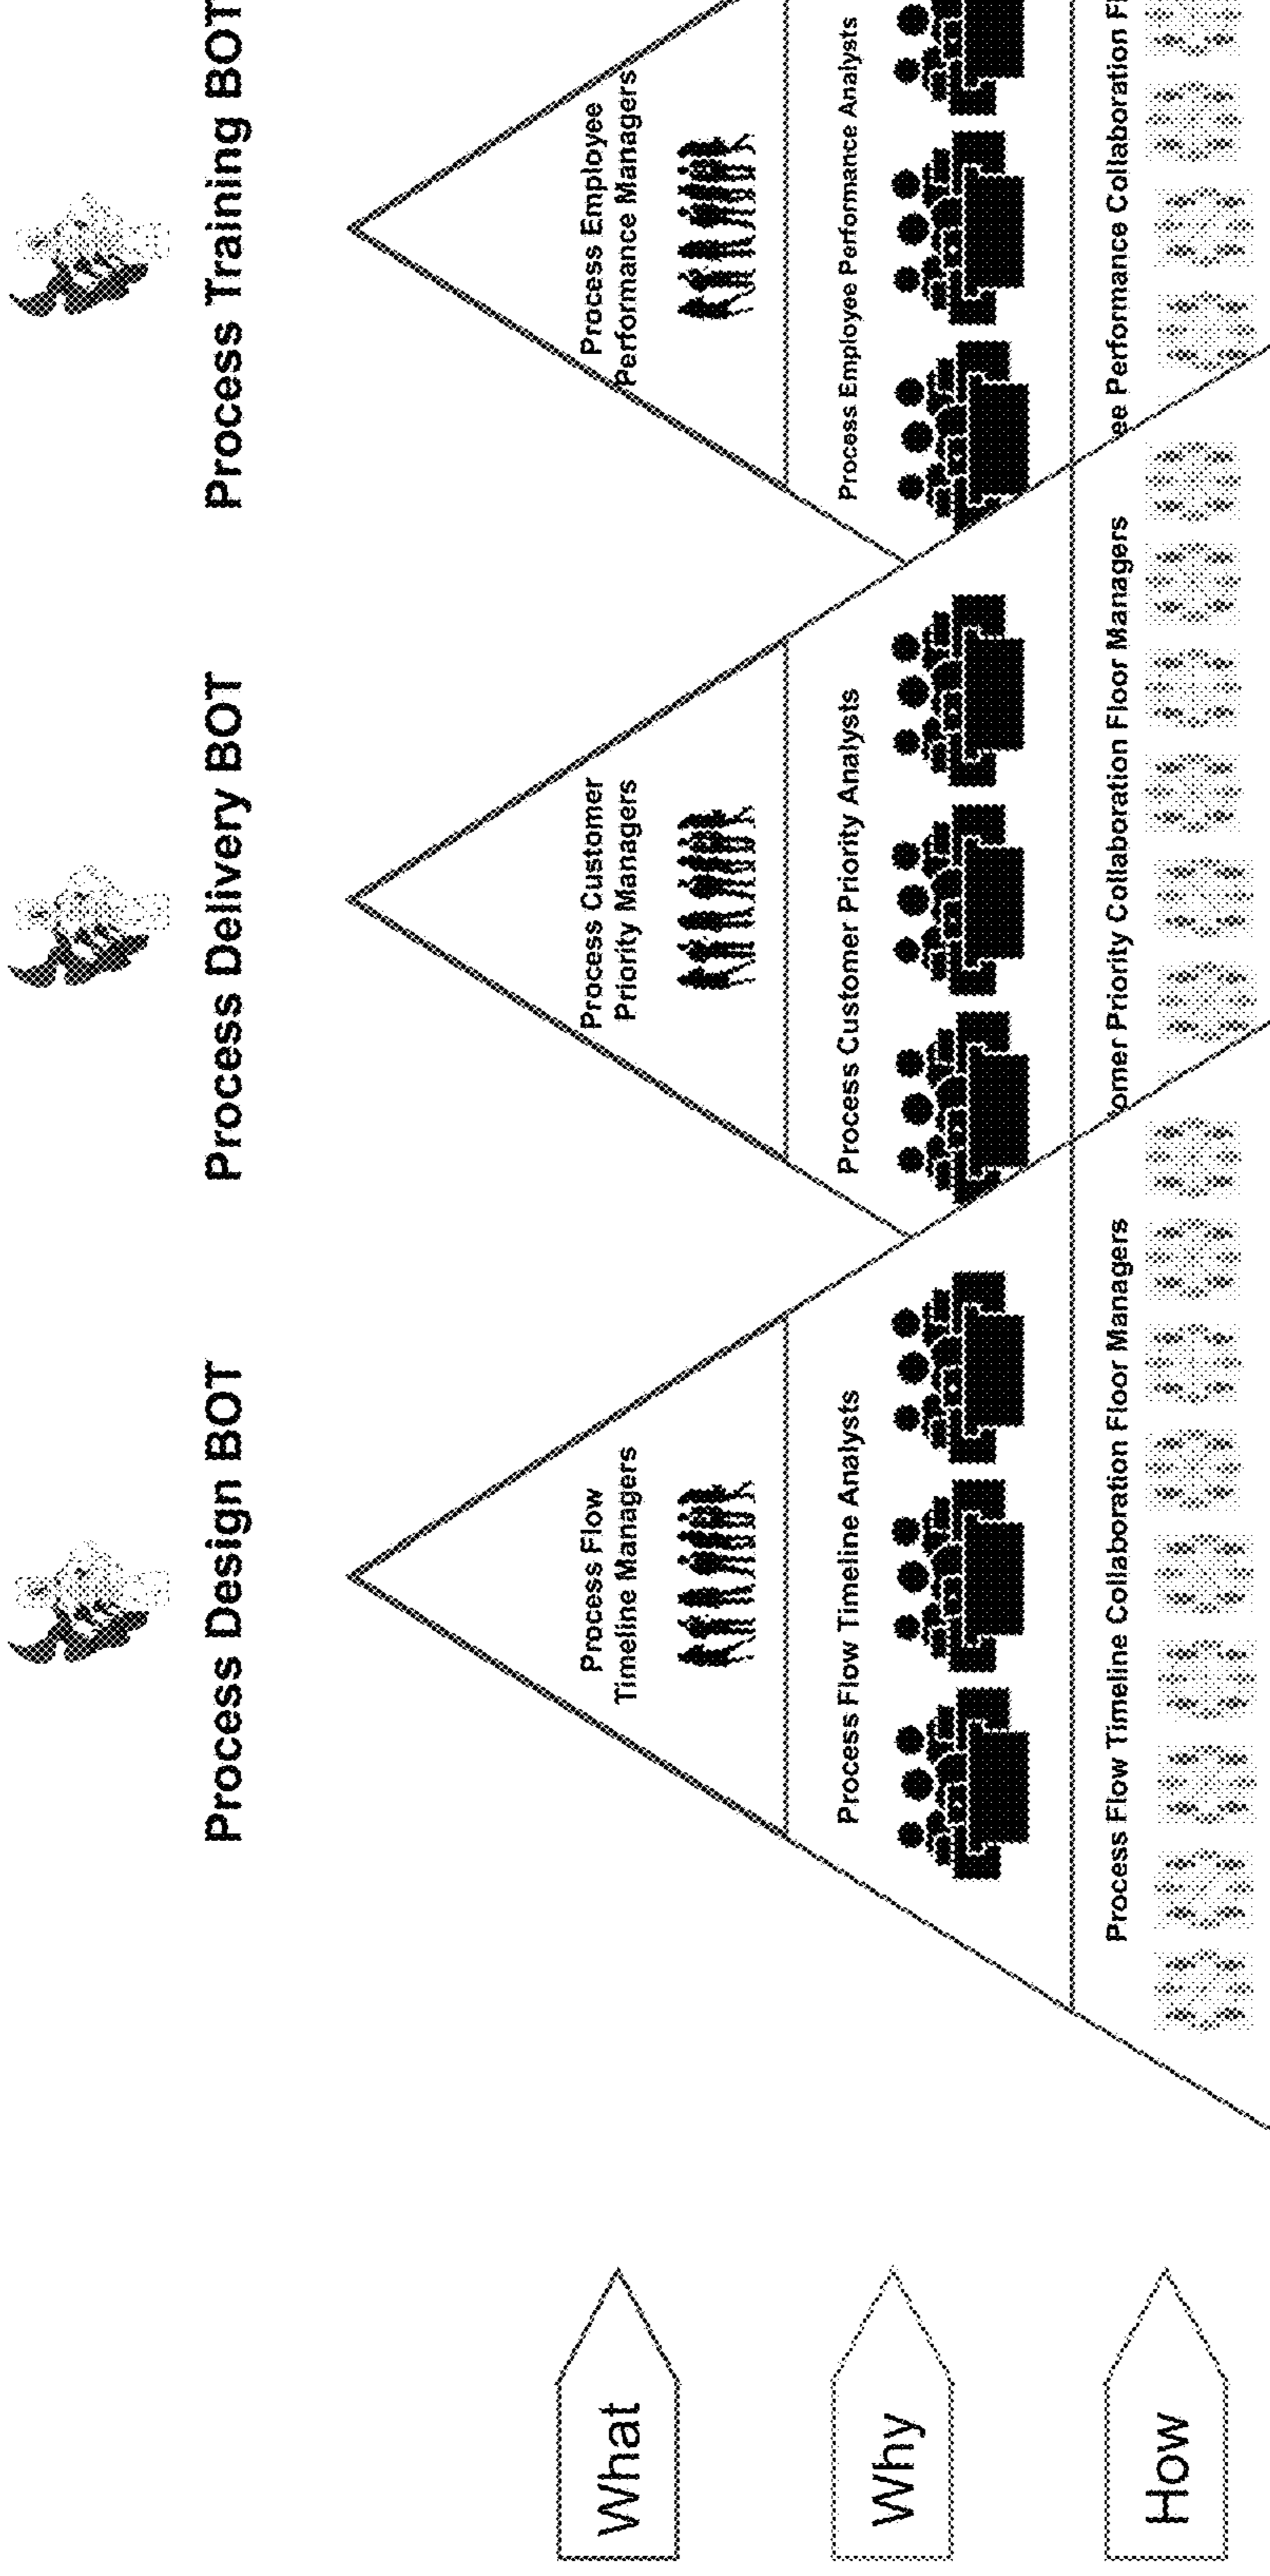 Process Design BOT
Process Delivery BOT
Process Training BOT
What
Process Flow
Timeline Managers
Process Customer
Priority Managers
Process Employee
Performance Managers
Why
Process Flow Timeline Analysts
Process Customer Priority Analysts
Process Employee Performance Analysts
How
Process Flow Timeline Collaboration Floor Managers
omer Priority Collaboration Floor Managers
ee Performance Collaboration